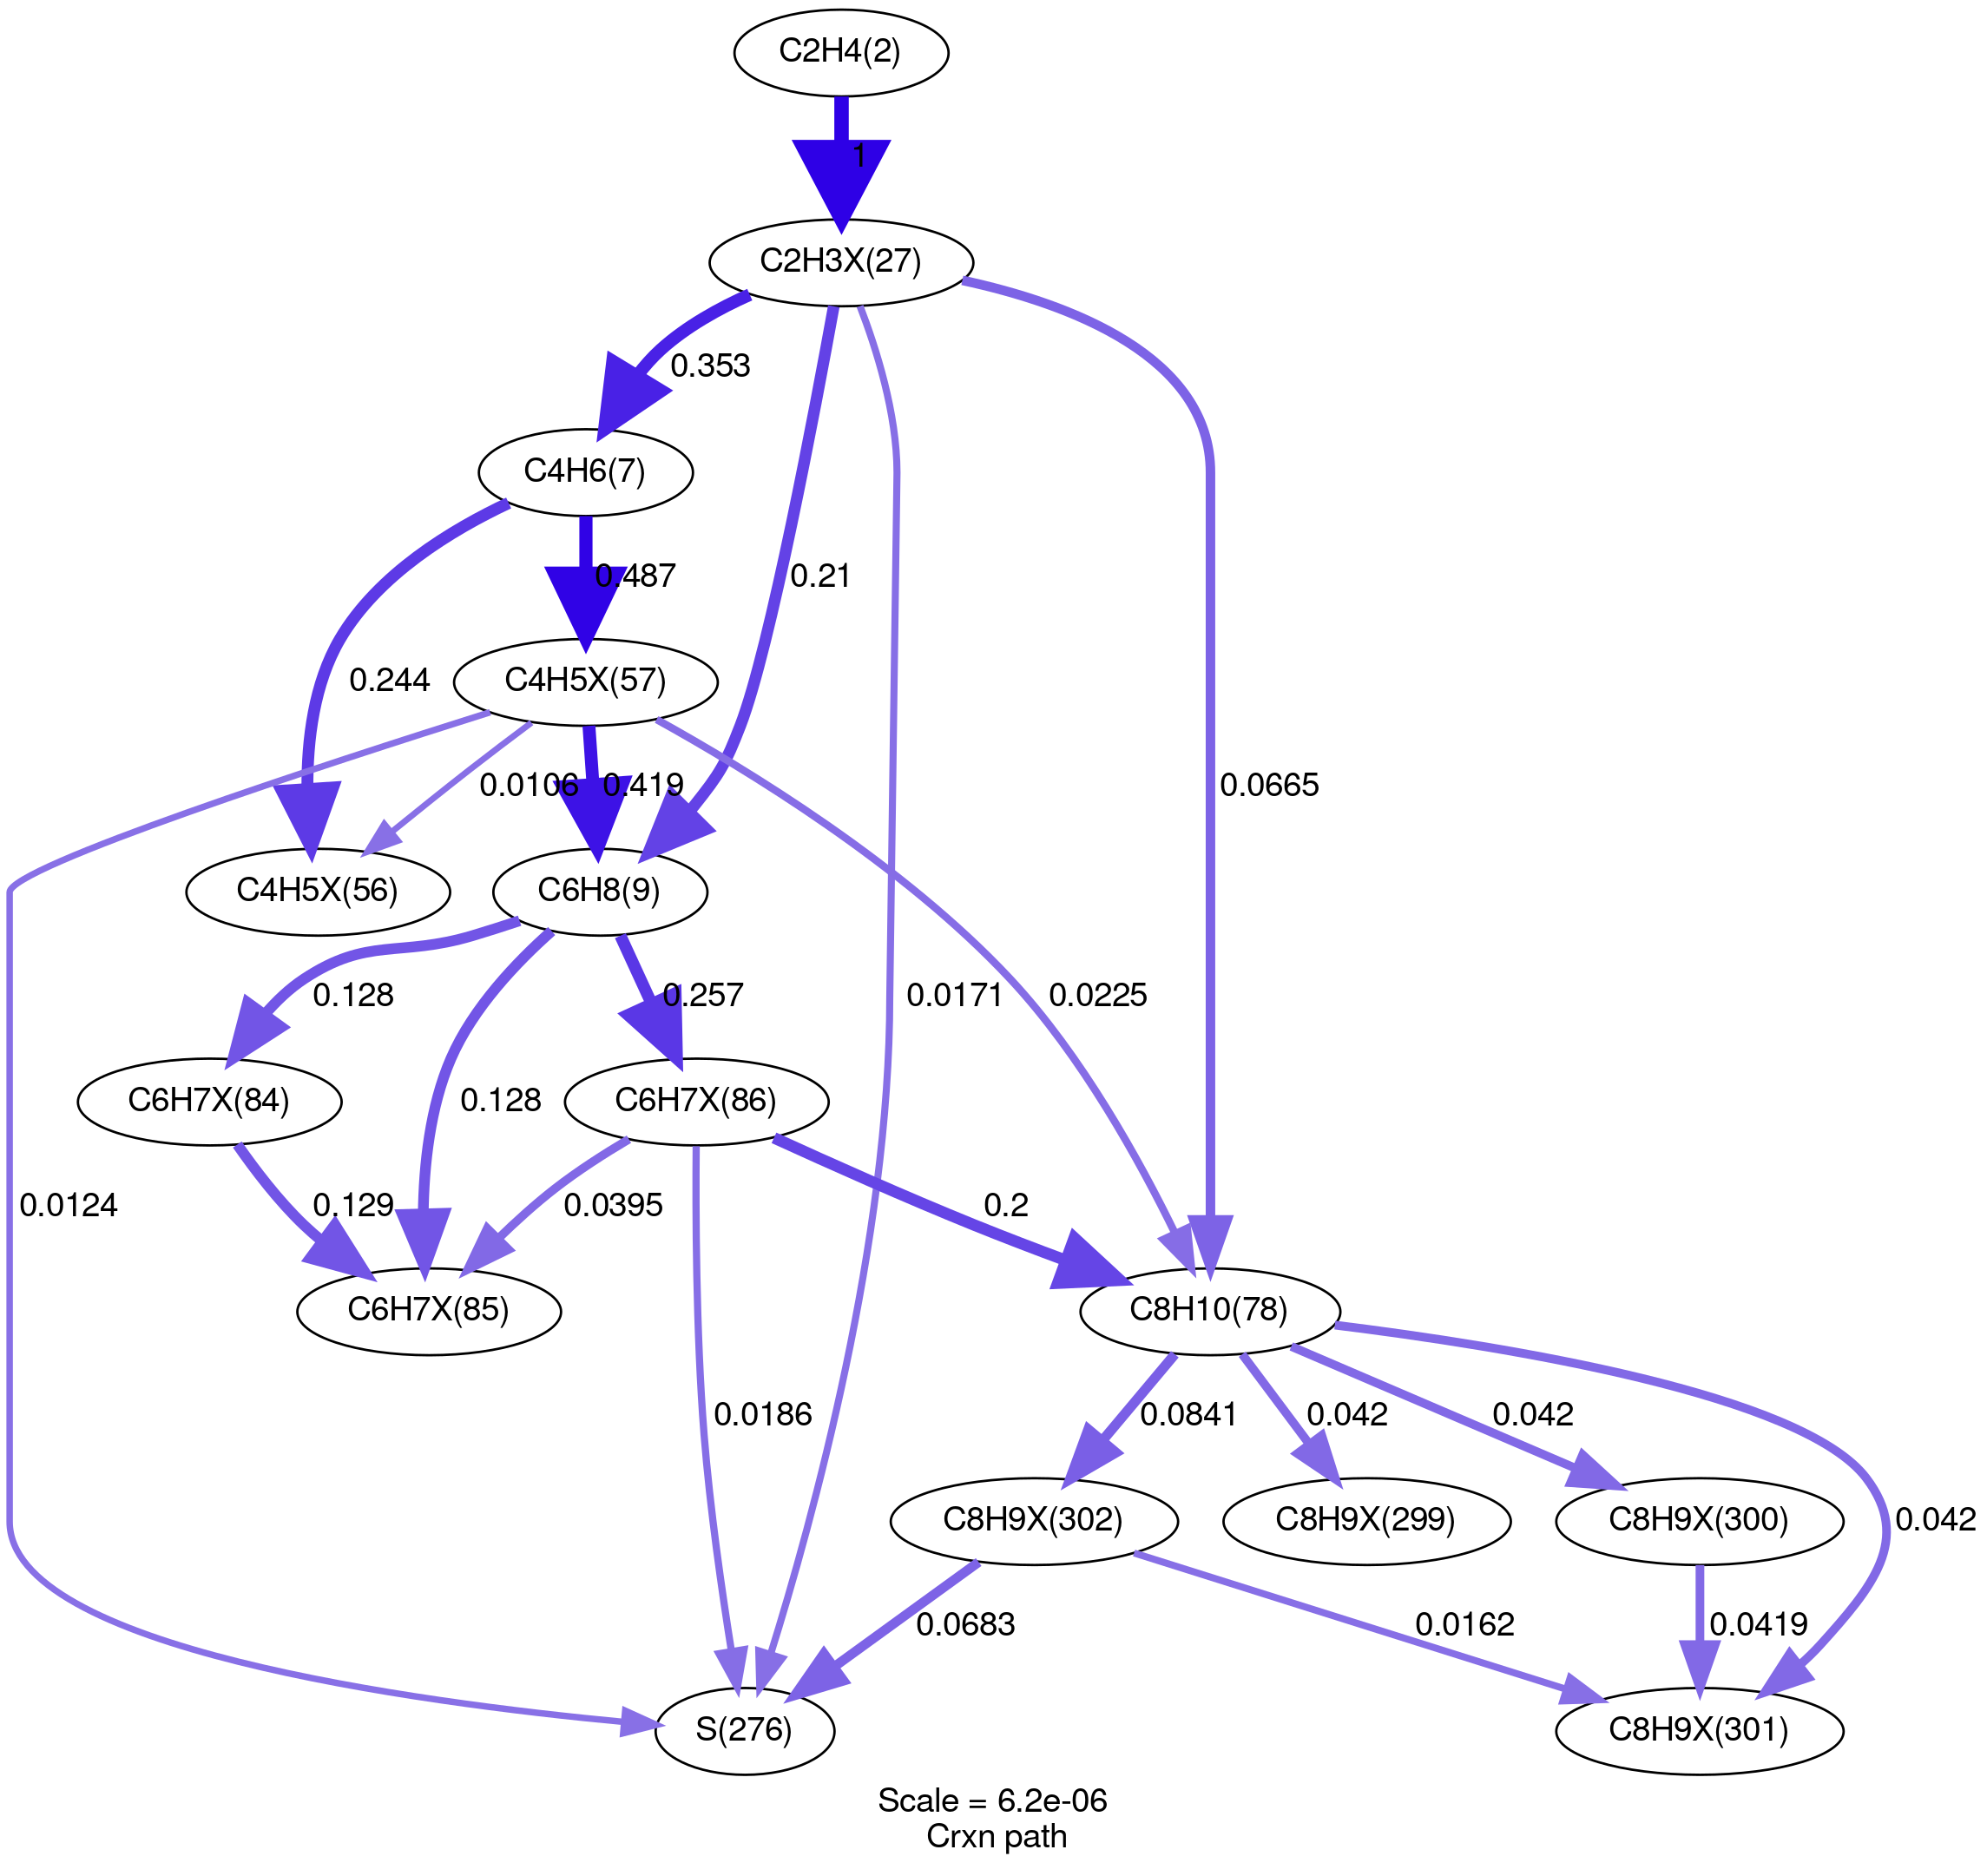 C2H4(2)
1
C2H3X(27)
0.353
C4H6(7)
0.487
0.21
0.244
C4H5X(57)
0.0106
0.419
0.0665
C4H5X(56)
C6H8(9)
0.128
0.257
0.0171
0.0225
C6H7X(84)
0.128
C6H7X(86)
0.0124
0.129
0.0395
0.2
C6H7X(85)
C8H10(78)
0.0186
0.0841
0.042
0.042
C8H9X(302)
C8H9X(299)
C8H9X(300)
0.042
0.0683
0.0162
0.0419
S(276)
C8H9X(301)
Scale = 6.2e-06
Crxn path